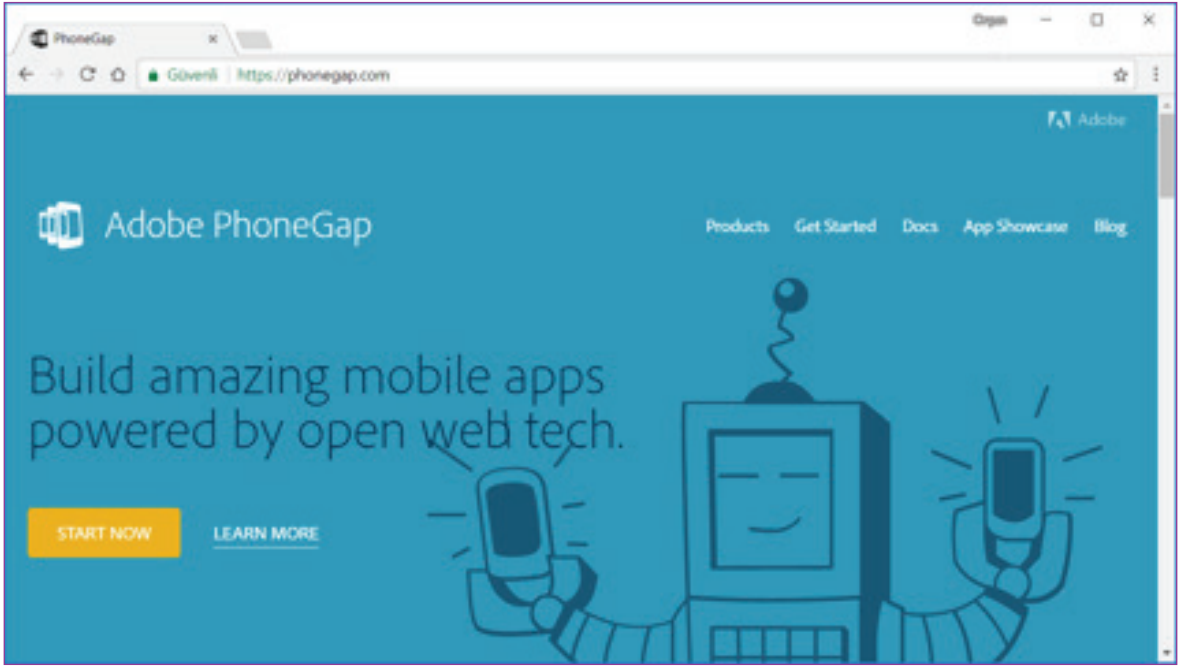 PhoneGap
Güvenli https://phonegap.com
Adobe
Adobe PhoneGap
Products Get Started Docs App Showcase Blog
Build amazing mobile apps
powered by open web tech.
START NOW LEARN MORE